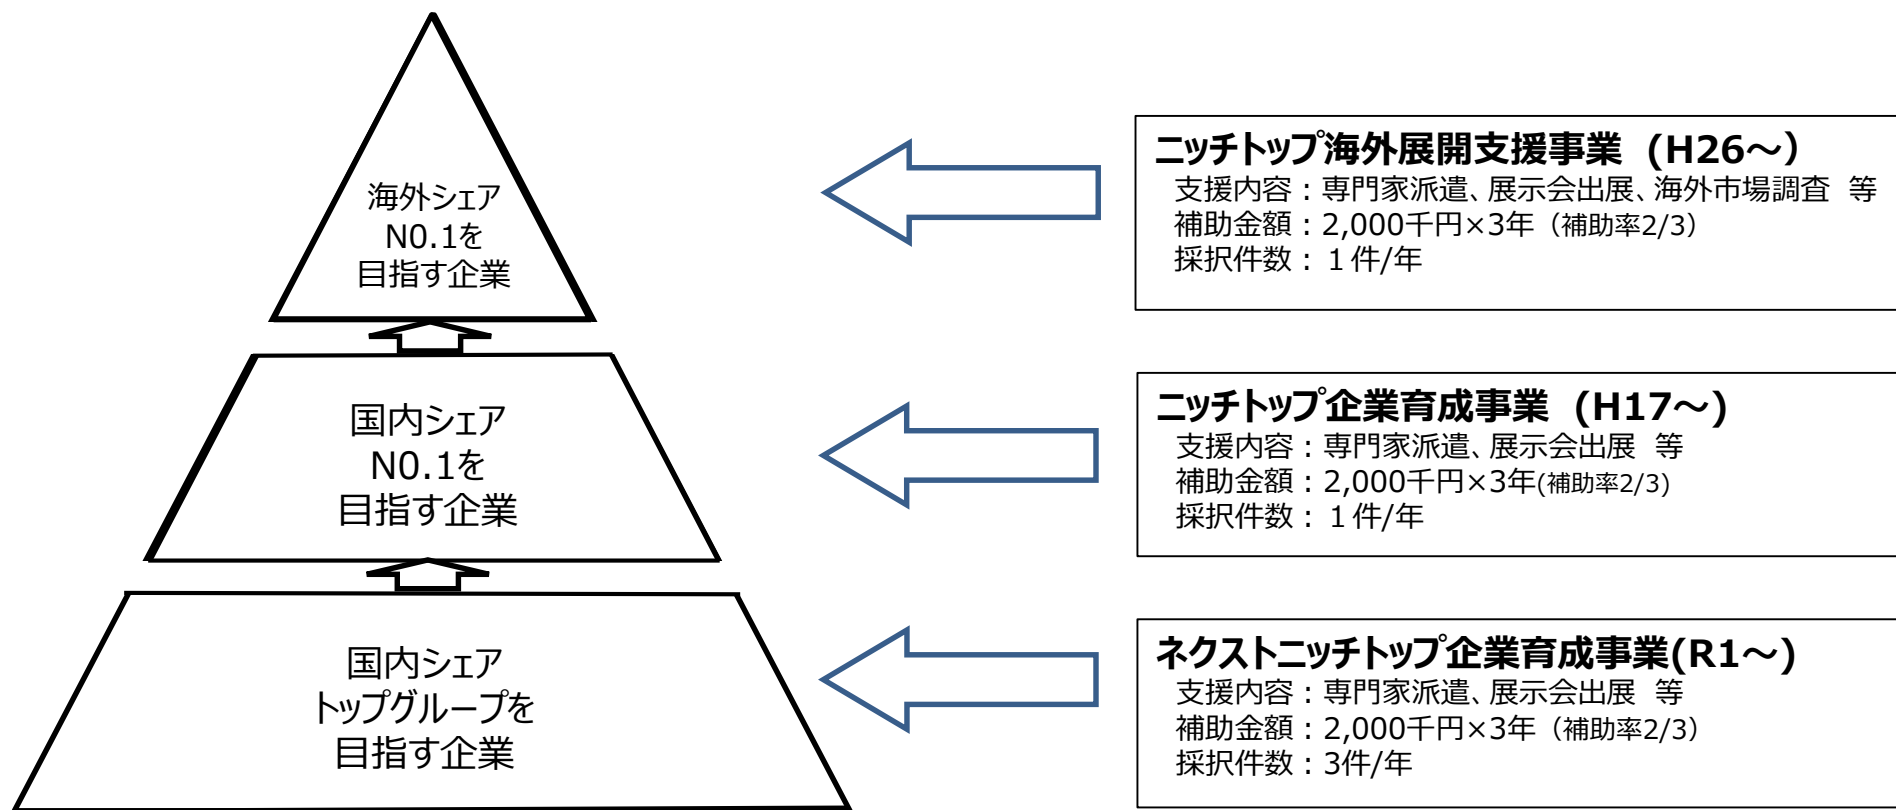 海外シェア
N0.1を
目指す企業
ニッチトップ海外展開支援事業 (H26～)
支援内容：専門家派遣、展示会出展、海外市場調査 等
補助金額：2,000千円×3年（補助率2/3）
採択件数：１件/年
国内シェア
N0.1を
目指す企業
ニッチトップ企業育成事業 (H17～)
支援内容：専門家派遣、展示会出展 等
補助金額：2,000千円×3年(補助率2/3)
採択件数：１件/年
国内シェア
トップグループを
目指す企業
ネクストニッチトップ企業育成事業(R1～)
支援内容：専門家派遣、展示会出展 等
補助金額：2,000千円×3年（補助率2/3）
採択件数：3件/年